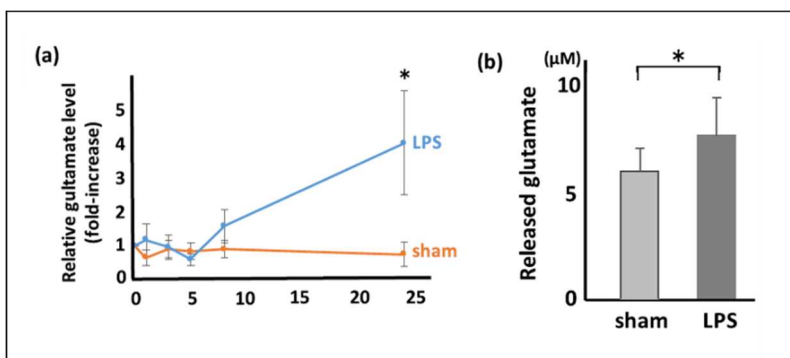 (a)
Relative gultamate level
(fold-increase)
5
4
3
2
1
0
*
LPS
sham
0 5 10 15 20 25
(b)
(µM)
Released glutamate
10
5
0
*
sham LPS